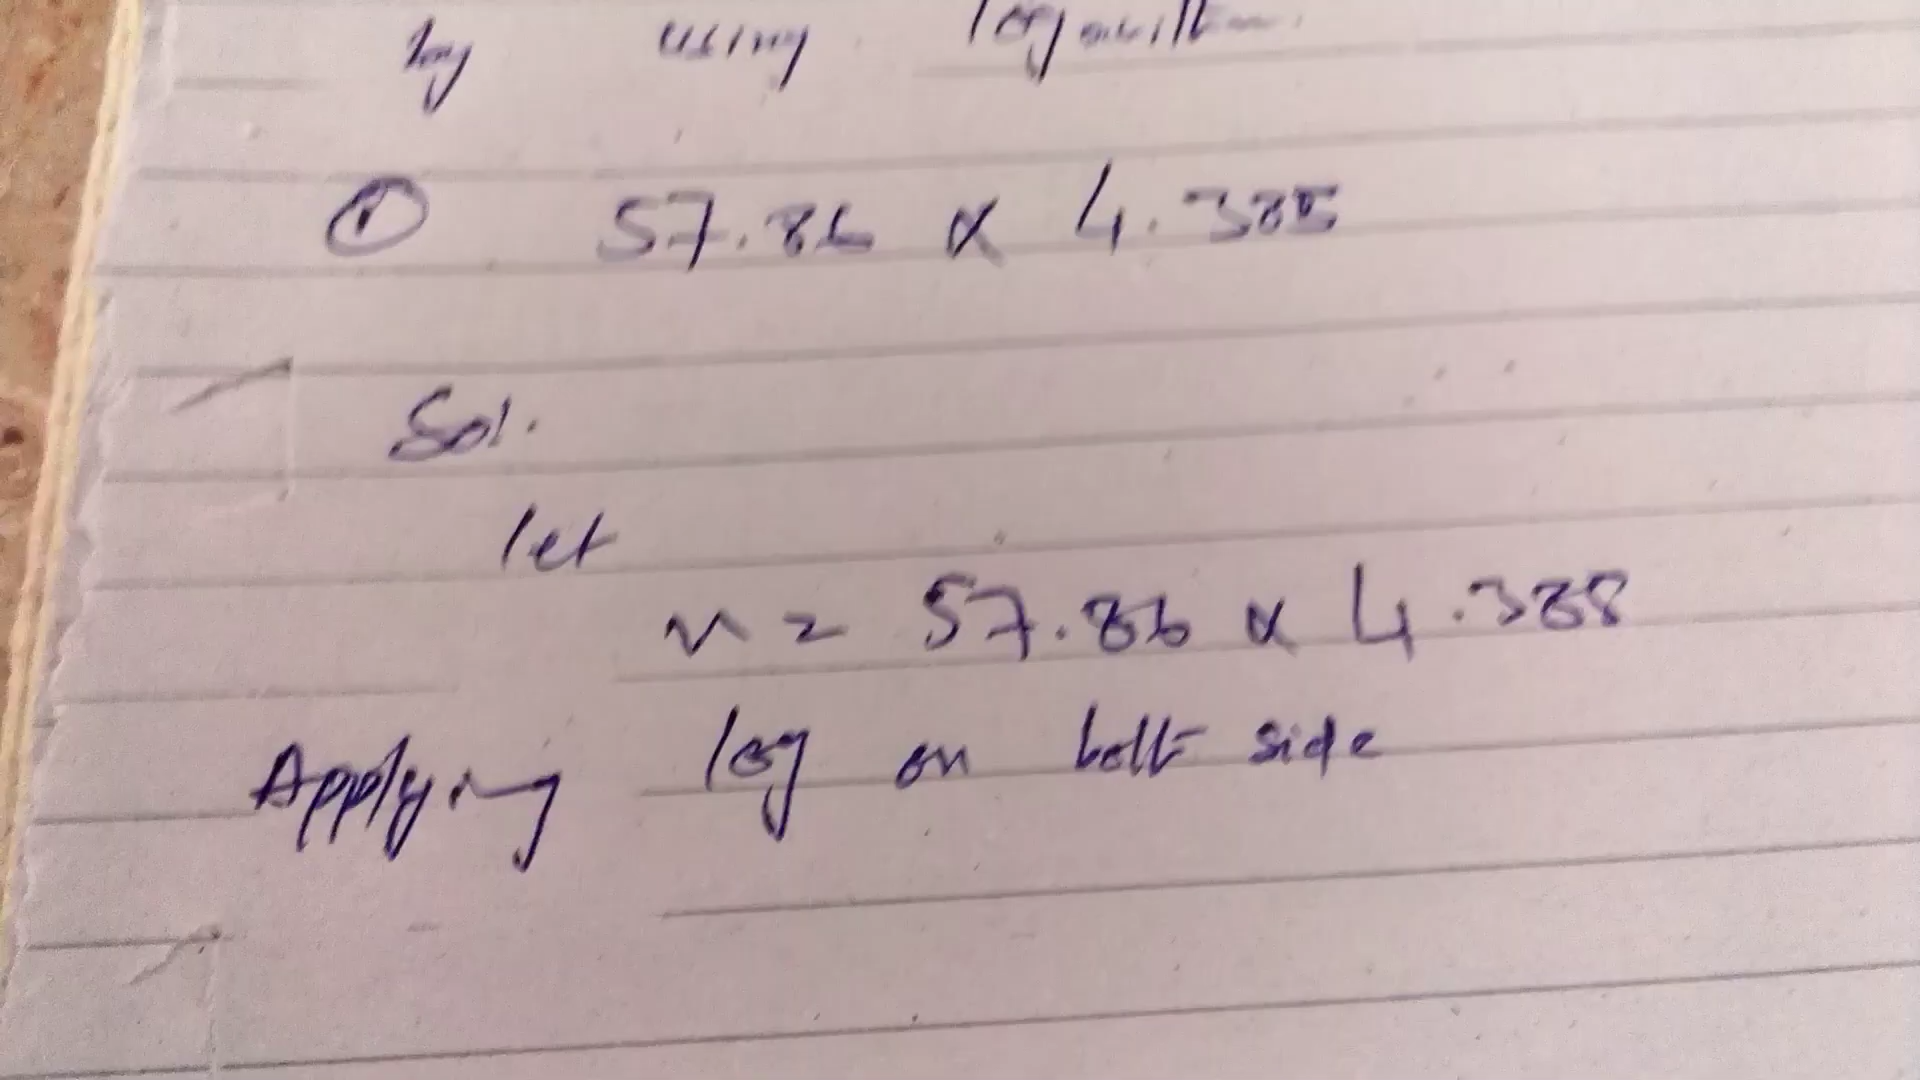 by using logarithm.
① 57.86 x 4.385
Sol.
let
x = 57.86 x 4.388
Applying log on both side